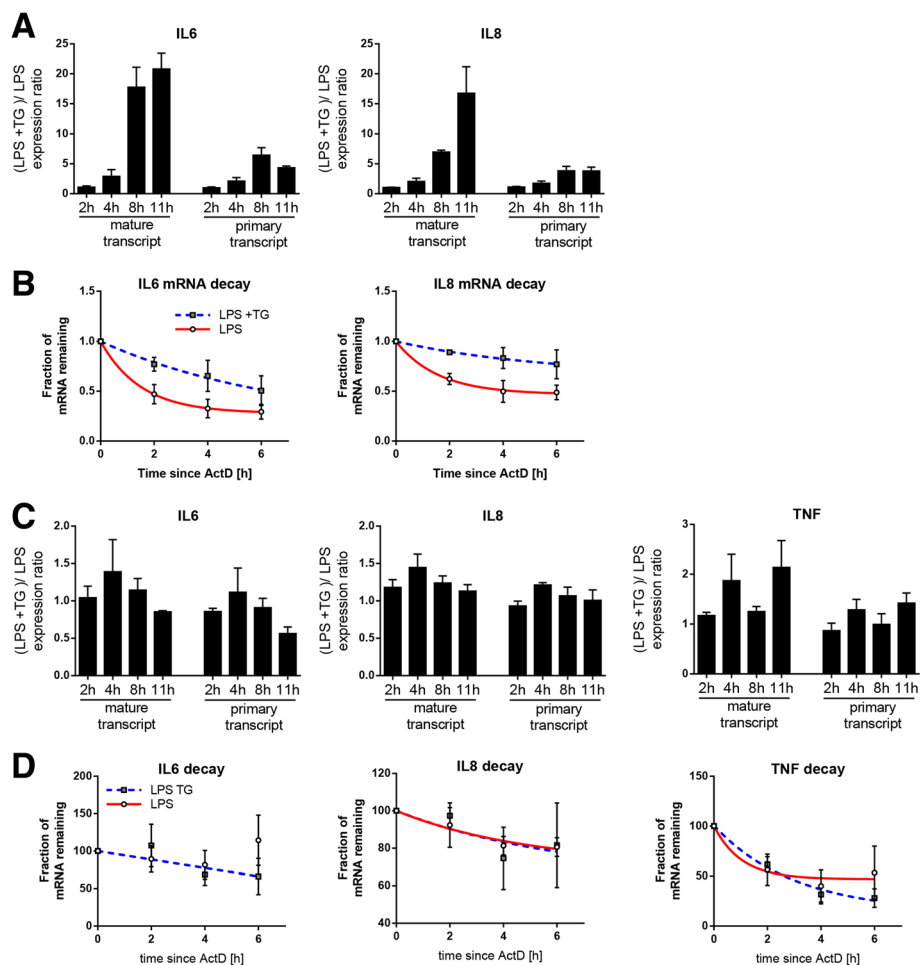 A
IL6
(LPS +TG )/ LPS
expression ratio
25
20
15
10
5
0
2h 4h 8h 11h 2h 4h 8h 11h
mature
transcript
primary
transcript
IL8
(LPS +TG )/ LPS
expression ratio
25
20
15
10
5
0
2h 4h 8h 11h 2h 4h 8h 11h
mature
transcript
primary
transcript
B
IL6 mRNA decay
LPS +TG
LPS
Fraction of
mRNA remaining
1.5
1.0
0.5
0.0
0 2 4 6
Time since ActD [h]
IL8 mRNA decay
Fraction of
mRNA remaining
1.5
1.0
0.5
0.0
0 2 4 6
Time since ActD [h]
C
IL6
(LPS +TG )/ LPS
expression ratio
2.0
1.5
1.0
0.5
0.0
2h 4h 8h 11h 2h 4h 8h 11h
mature
transcript
primary
transcript
IL8
(LPS +TG )/ LPS
expression ratio
2.0
1.5
1.0
0.5
0.0
2h 4h 8h 11h 2h 4h 8h 11h
mature
transcript
primary
transcript
TNF
(LPS +TG )/ LPS
expression ratio
3
2
1
0
2h 4h 8h 11h 2h 4h 8h 11h
mature
transcript
primary
transcript
D
IL6 decay
LPS TG
LPS
Fraction of
mRNA remaining
200
150
100
50
0
0 2 4 6
time since ActD [h]
IL8 decay
Fraction of
mRNA remaining
120
100
80
60
40
0 2 4 6
time since ActD [h]
TNF decay
Fraction of
mRNA remaining
150
100
50
0
0 2 4 6
time since ActD [h]